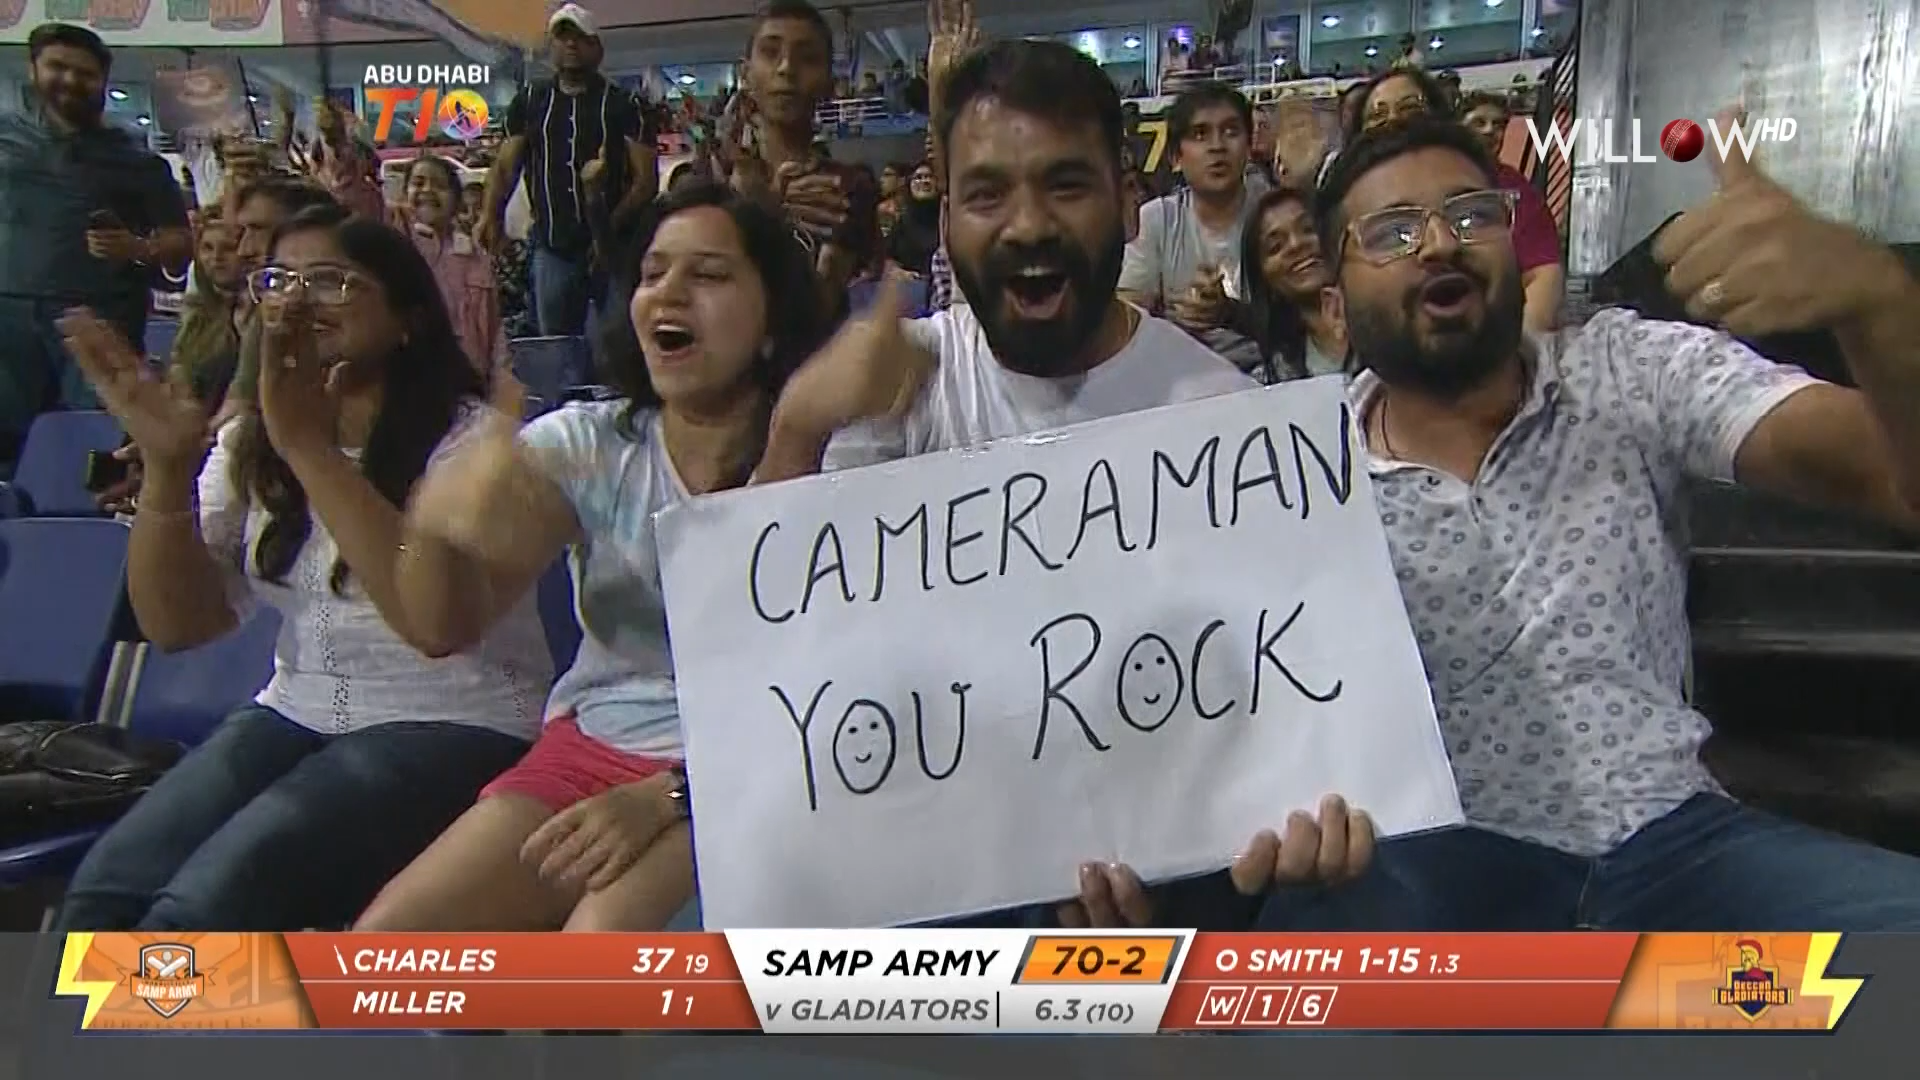 ABU DHABI
T10
WILLOW HD
7
CAMERAMAN
YOU ROCK
CHARLES 37 19
MILLER 1 1
SAMP ARMY 70-2
V GLADIATORS 6.3 (10)
O SMITH 1-15 1.3
W 1 6
SAMP ARMY
DECCAN
GLADIATORS